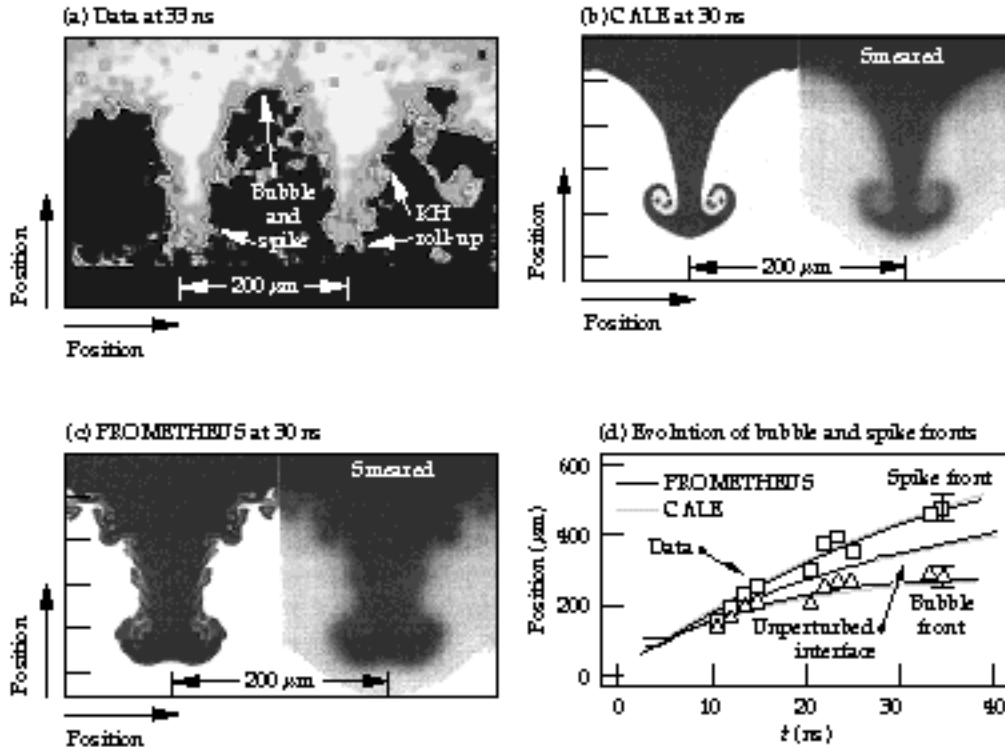 (a) Data at 33 ns
Bubble
and
spike
KH
roll-up
200 µm
Position
Position
(b) CALE at 30 ns
Smeared
200 µm
Position
Position
(c) PROMETHEUS at 30 ns
Smeared
200 µm
Position
Position
(d) Evolution of bubble and spike fronts
600
400
200
0
Position (µm)
PROMETHEUS
CALE
Spike front
Data
Unperturbed
interface
Bubble
front
0 10 20 30 40
t (ns)